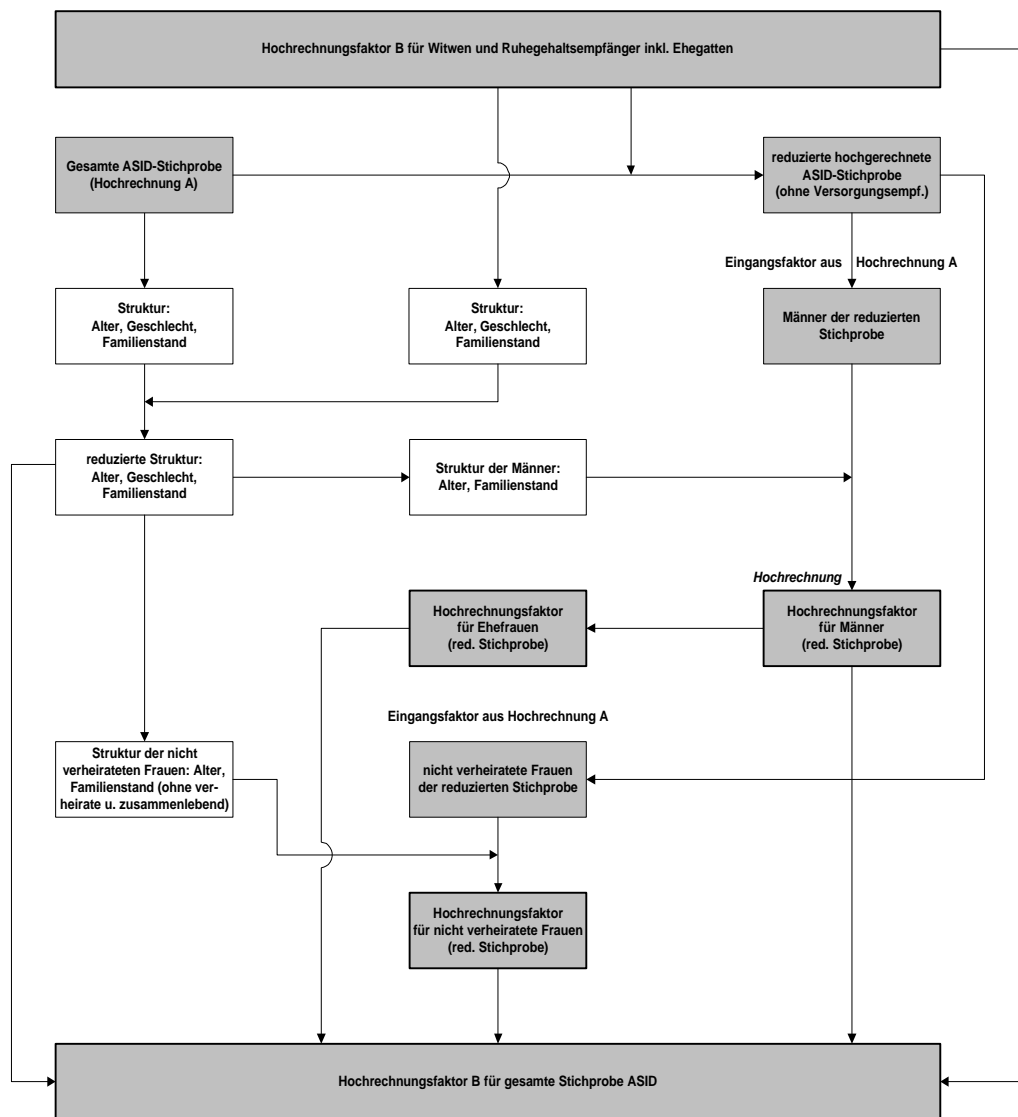 Hochrechnungsfaktor B für Witwen und Ruhegehaltsempfänger inkl. Ehegatten
Gesamte ASID-Stichprobe
(Hochrechnung A)
reduzierte hochgerechnete
ASID-Stichprobe
(ohne Versorgungsempf.)
Eingangsfaktor aus Hochrechnung A
Struktur:
Alter, Geschlecht,
Familienstand
Struktur:
Alter, Geschlecht,
Familienstand
Männer der reduzierten
Stichprobe
reduzierte Struktur:
Alter, Geschlecht,
Familienstand
Struktur der Männer:
Alter, Familienstand
Hochrechnung
Hochrechnungsfaktor
für Ehefrauen
(red. Stichprobe)
Hochrechnungsfaktor
für Männer
(red. Stichprobe)
Eingangsfaktor aus Hochrechnung A
Struktur der nicht
verheirateten Frauen: Alter,
Familienstand (ohne ver-
heirate u. zusammenlebend)
nicht verheiratete Frauen
der reduzierten Stichprobe
Hochrechnungsfaktor
für nicht verheiratete Frauen
(red. Stichprobe)
Hochrechnungsfaktor B für gesamte Stichprobe ASID